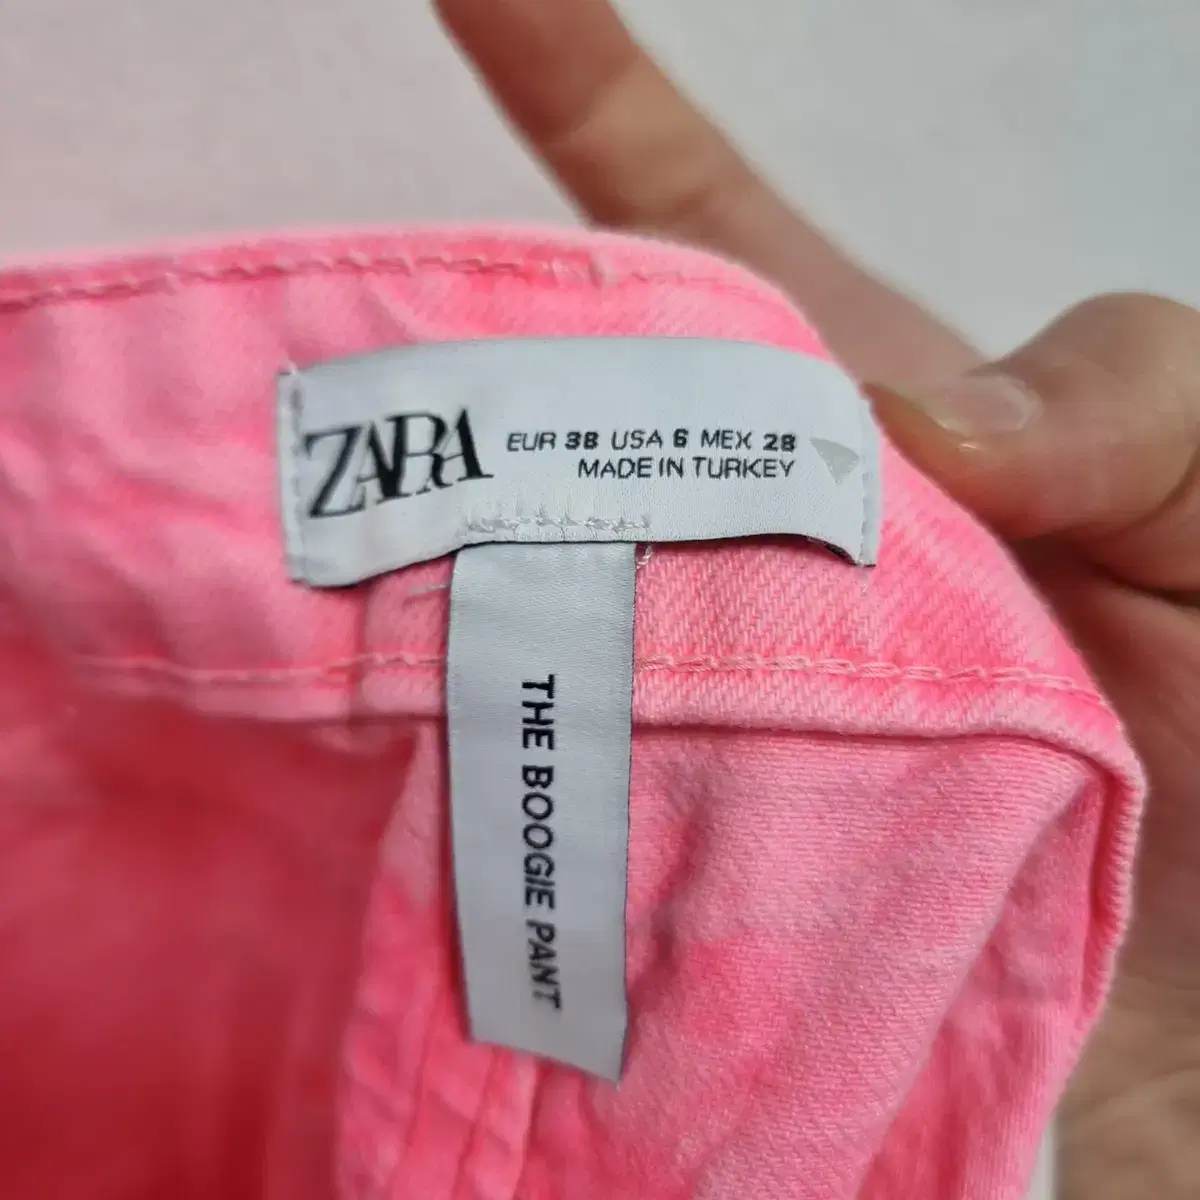 ZARA
EUR 38 USA 6 MEX 28
MADE IN TURKEY
THE BOOGIE PANT